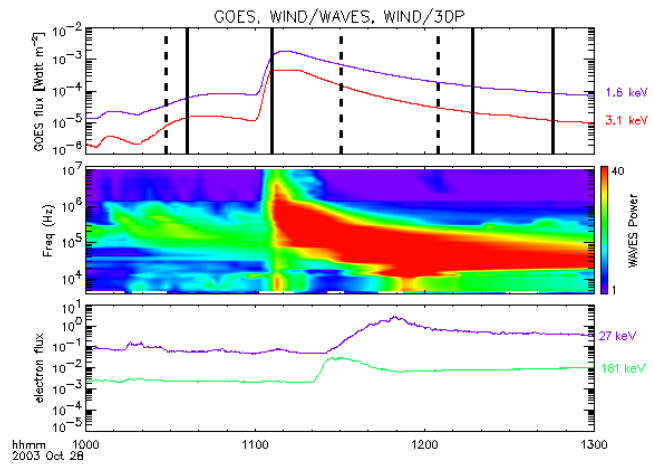 GOES, WIND/WAVES, WIND/3DP
10⁻²
10⁻³
10⁻⁴
10⁻⁵
10⁻⁶
GOES flux [Watt m⁻²]
1.6 keV
3.1 keV
10⁷
10⁶
10⁵
10⁴
Freq (Hz)
40
1
WAVES Power
10¹
10⁰
10⁻¹
10⁻²
10⁻³
10⁻⁴
10⁻⁵
electron flux
27 keV
181 keV
1000 1100 1200 1300
hhmm
2003 Oct 28